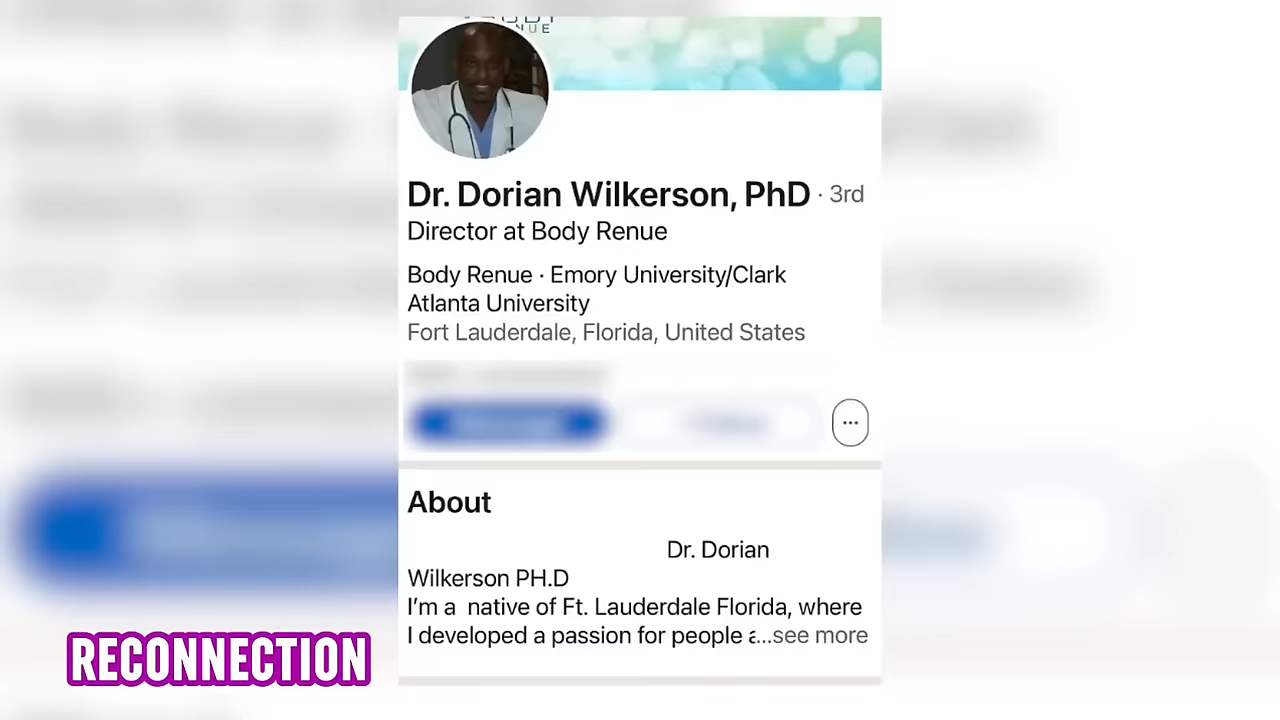 Dr. Dorian Wilkerson, PhD · 3rd
Director at Body Renue
Body Renue · Emory University/Clark
Atlanta University
Fort Lauderdale, Florida, United States
...
About
Dr. Dorian
Wilkerson PH.D
I'm a native of Ft. Lauderdale Florida, where
I developed a passion for people a...see more
RECONNECTION